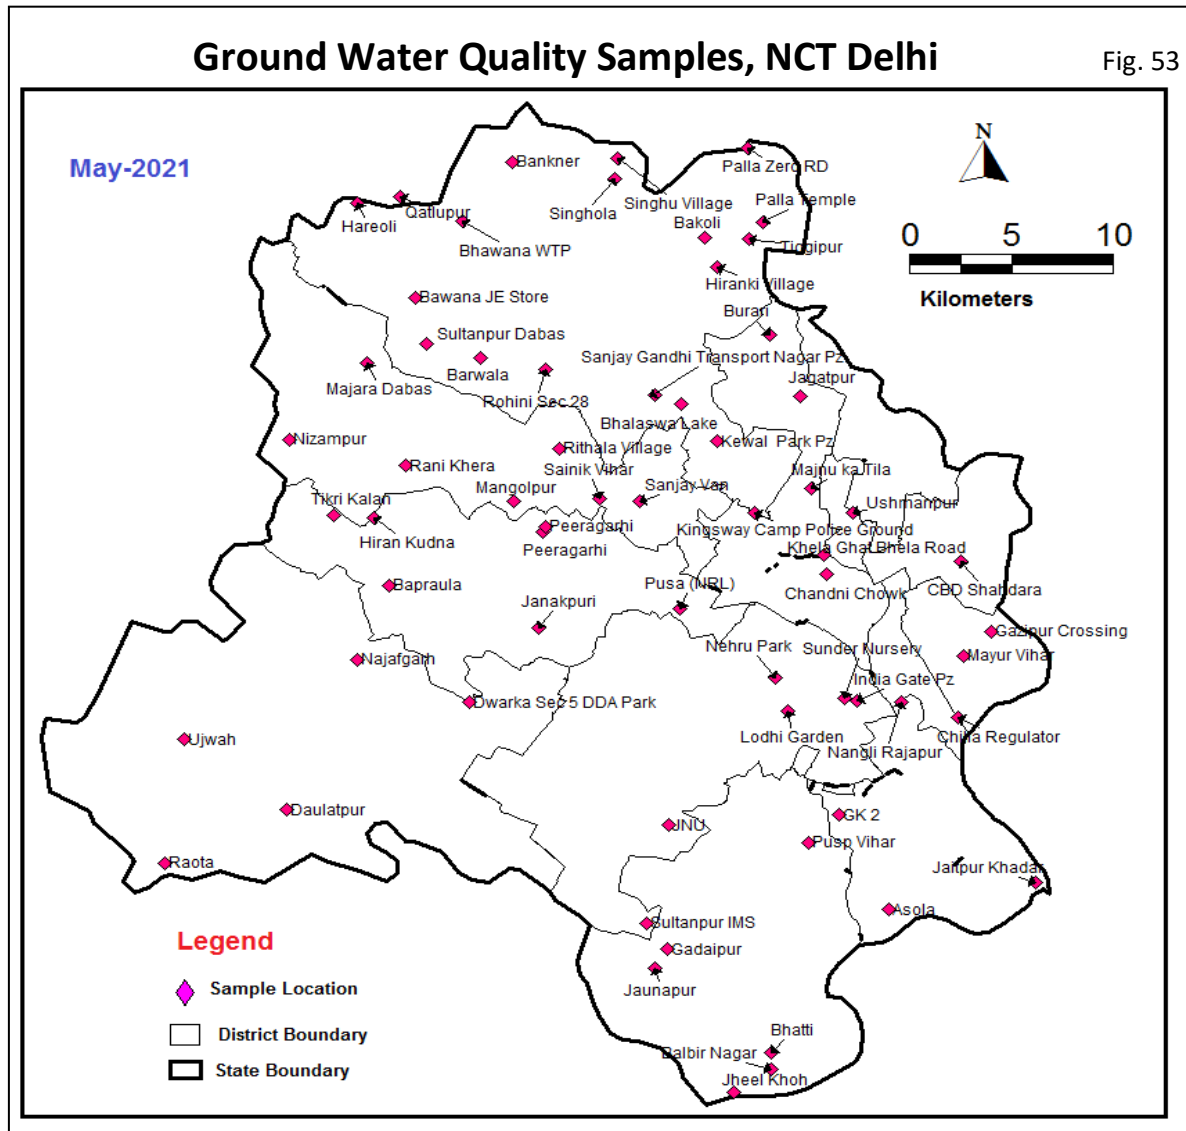 Ground Water Quality Samples, NCT Delhi
Fig. 53
May-2021
N
0 5 10
Kilometers
Bankner
Palla Zero RD
Singhu Village
Singhola
Palla Temple
Qatlupur
Hareoli
Bakoli
Tiggipur
Bhawana WTP
Hiranki Village
Bawana JE Store
Burari
Sultanpur Dabas
Sanjay Gandhi Transport Nagar Pz
Barwala
Jagatpur
Majara Dabas
Rohini Sec 28
Bhalaswa Lake
Nizampur
Kewal Park Pz
Rithala Village
Rani Khera
Sainik Vihar
Majnu ka Tila
Mangolpur
Sanjay Van
Tikri Kalan
Ushmanpur
Peeragarhi
Kingsway Camp Police Ground
Hiran Kudna
Peeragarhi
Khela Ghat Bhela Road
CBD Shahdara
Bapraula
Pusa (NRL)
Chandni Chowk
Janakpuri
Gazipur Crossing
Nehru Park
Sunder Nursery
Mayur Vihar
Najafgarh
India Gate Pz
Dwarka Sec 5 DDA Park
Ujwah
Lodhi Garden
Chilla Regulator
Nangli Rajapur
Daulatpur
GK 2
JNU
Pusp Vihar
Raota
Jaitpur Khadar
Asola
Sultanpur IMS
Gadaipur
Jaunapur
Bhatti
Balbir Nagar
Jheel Khoh
Legend
Sample Location
District Boundary
State Boundary